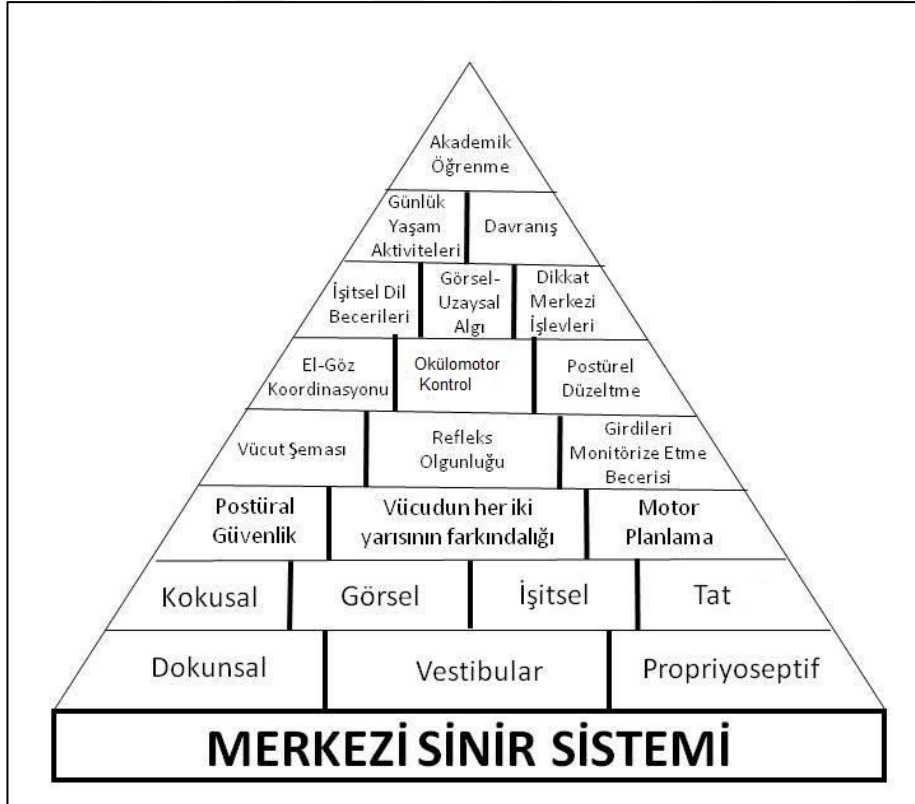 Akademik
Öğrenme
Günlük
Yaşam
Aktiviteleri
Davranış
İşitsel Dil
Becerileri
Görsel-
Uzaysal
Algı
Dikkat
Merkezi
İşlevleri
El-Göz
Koordinasyonu
Okülomotor
Kontrol
Postürel
Düzeltme
Vücut Şeması
Refleks
Olgunluğu
Girdileri
Monitörize Etme
Becerisi
Postüral
Güvenlik
Vücudun her iki
yarısının farkındalığı
Motor
Planlama
Kokusal
Görsel
İşitsel
Tat
Dokunsal
Vestibular
Propriyoseptif
MERKEZİ SİNİR SİSTEMİ